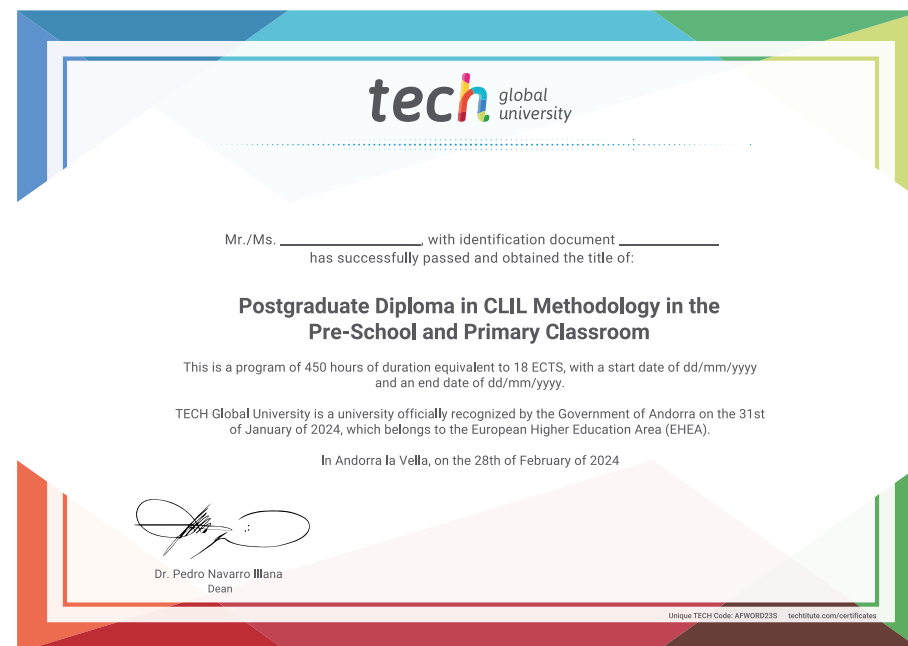 tech global
university
Mr./Ms. ____________________, with identification document ______________
has successfully passed and obtained the title of:
Postgraduate Diploma in CLIL Methodology in the
Pre-School and Primary Classroom
This is a program of 450 hours of duration equivalent to 18 ECTS, with a start date of dd/mm/yyyy
and an end date of dd/mm/yyyy.
TECH Global University is a university officially recognized by the Government of Andorra on the 31st
of January of 2024, which belongs to the European Higher Education Area (EHEA).
In Andorra la Vella, on the 28th of February of 2024
Dr. Pedro Navarro Illana
Dean
Unique TECH Code: AFWORD23S techtitute.com/certificates